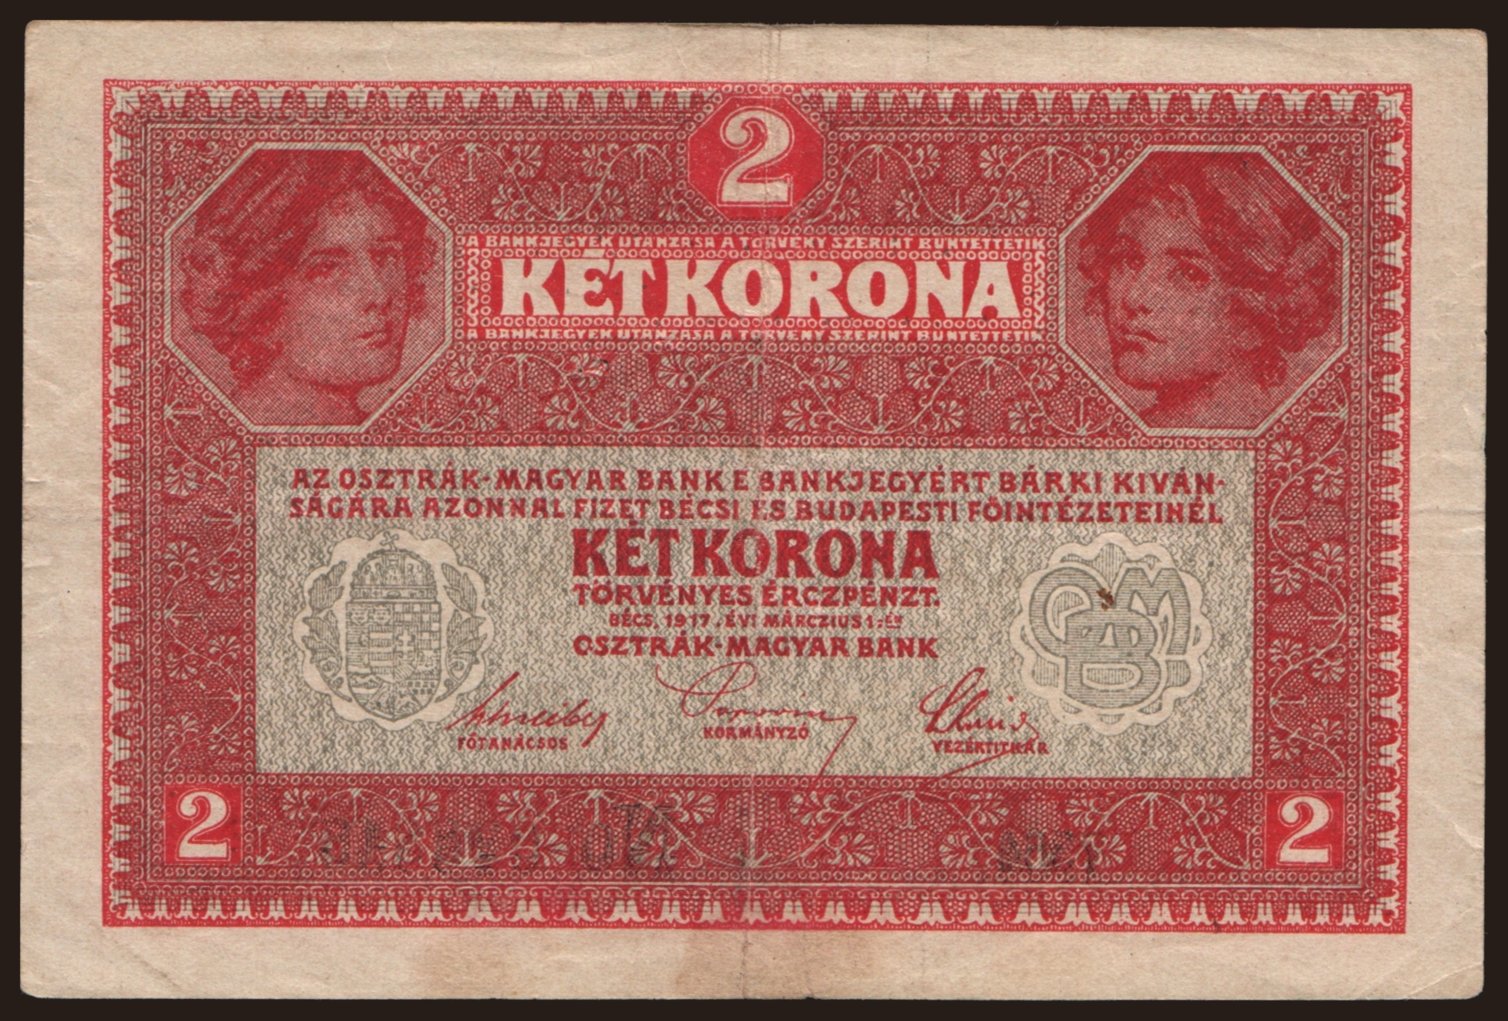 2
A BANKJEGYEK UTÁNZÁSA A TÖRVÉNY SZERINT BÜNTETTETIK
KÉT KORONA
A BANKJEGYEK UTÁNZÁSA A TÖRVÉNY SZERINT BÜNTETTETIK
AZ OSZTRÁK-MAGYAR BANK E BANKJEGYÉRT BÁRKI KIVÁN-
SÁGÁRA AZONNAL FIZET BÉCSI ÉS BUDAPESTI FŐINTÉZETEINÉL
KÉT KORONA
TÖRVÉNYES ÉRCZPÉNZT.
BÉCS, 1917. ÉVI MÁRCZIUS 1-ÉN
OSZTRÁK-MAGYAR BANK
FŐTANÁCSOS KORMÁNYZÓ VEZÉRTITKÁR
2 2